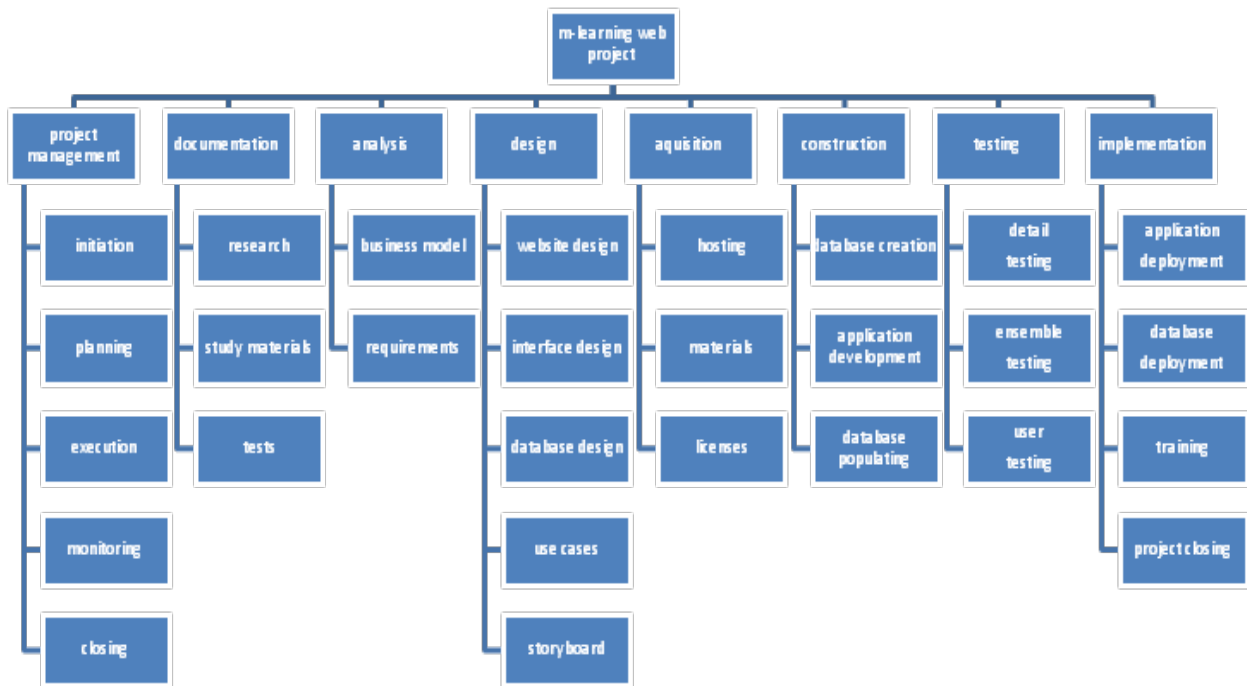 m-learning web
project
project
management
documentation
analysis
design
aquisition
construction
testing
implementation
initiation
research
business model
website design
hosting
database creation
detail
testing
application
deployment
planning
study materials
requirements
interface design
materials
application
development
ensemble
testing
database
deployment
execution
tests
database design
licenses
database
populating
user
testing
training
monitoring
use cases
project closing
closing
storyboard